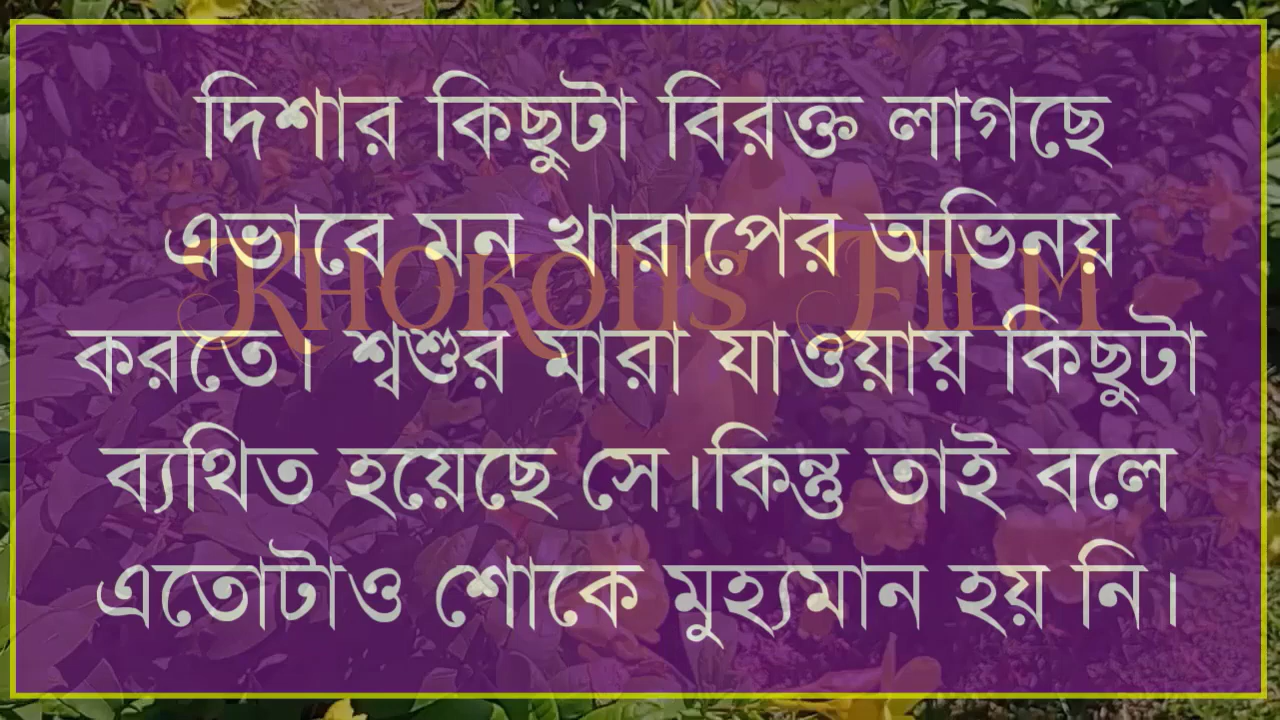 দিশার কিছুটা বিরক্ত লাগছে
এভাবে মন খারাপের অভিনয়
Khokons Film
করতে। শ্বশুর মারা যাওয়ায় কিছুটা
ব্যথিত হয়েছে সে।কিন্তু তাই বলে
এতোটাও শোকে মুহ্যমান হয় নি।